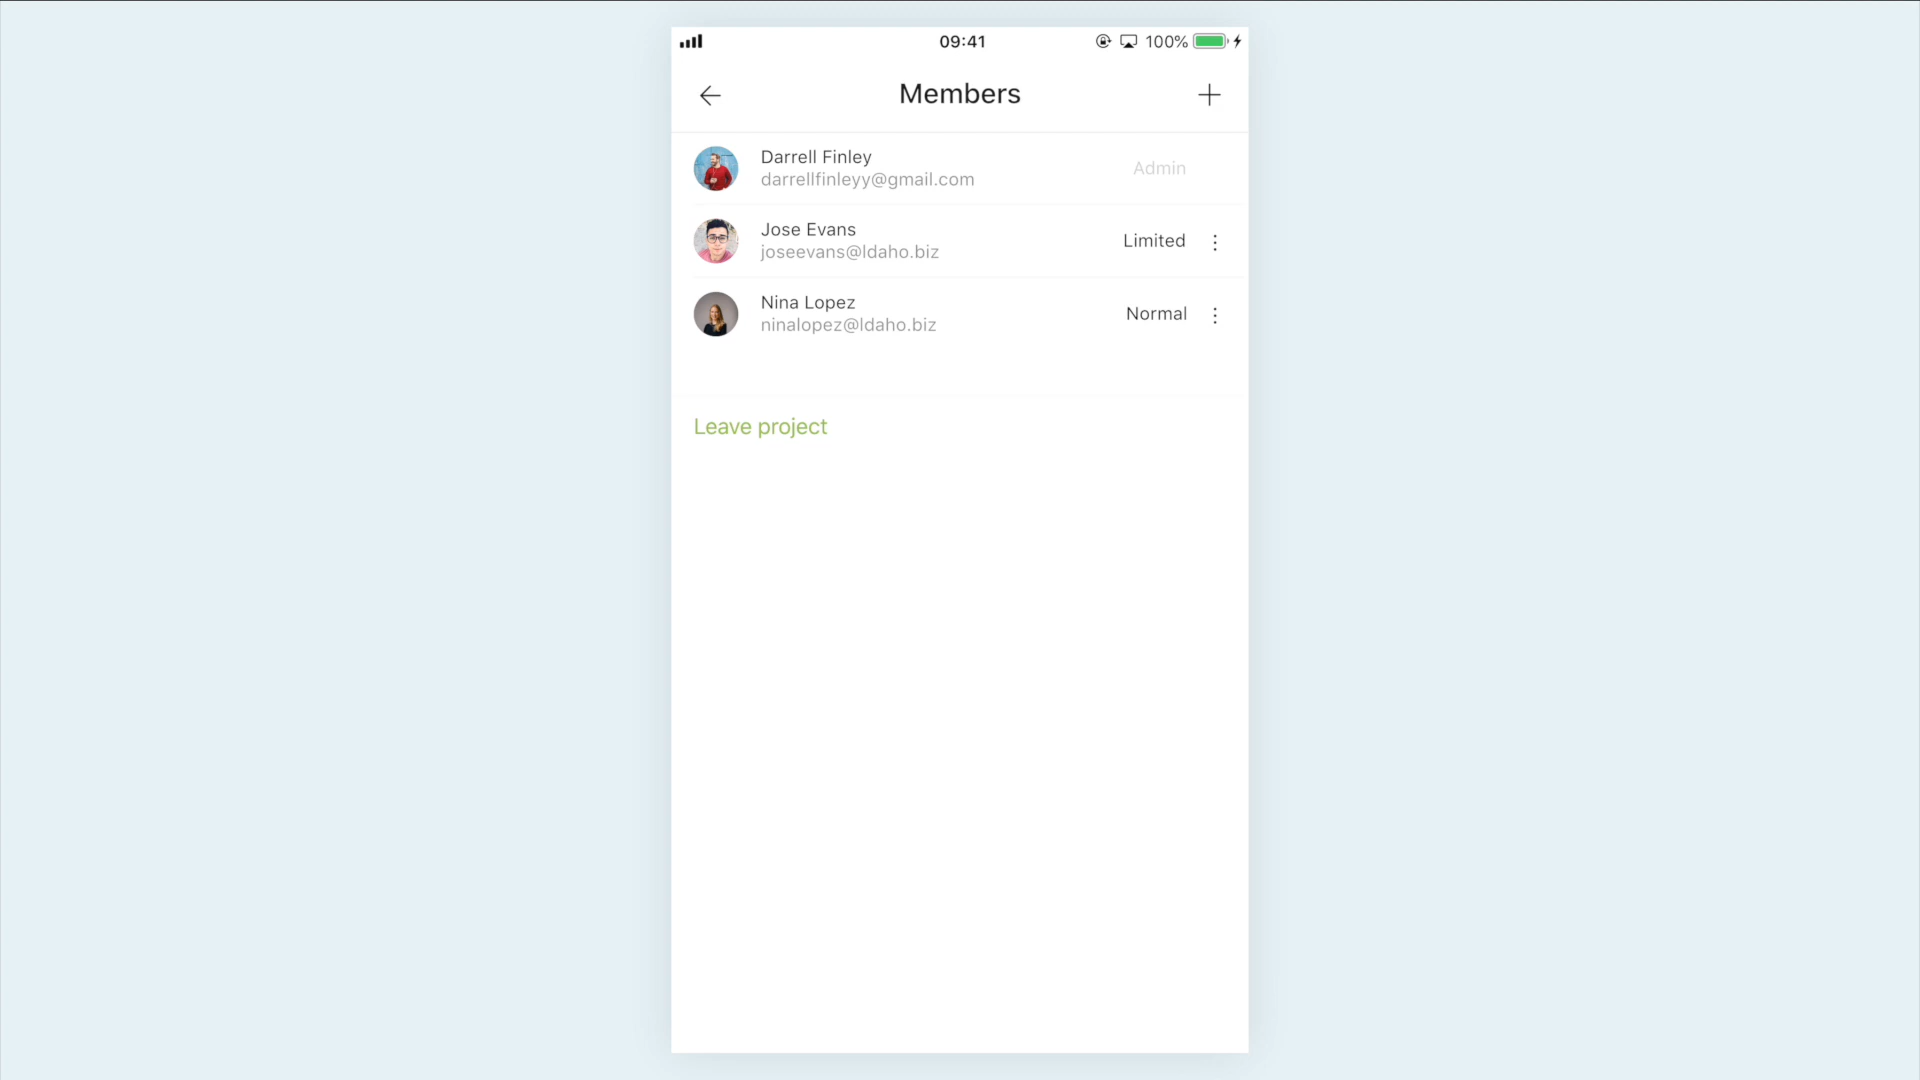 09:41
100%
Members
Darrell Finley
darrellfinleyy@gmail.com
Admin
Jose Evans
joseevans@ldaho.biz
Limited
Nina Lopez
ninalopez@ldaho.biz
Normal
Leave project